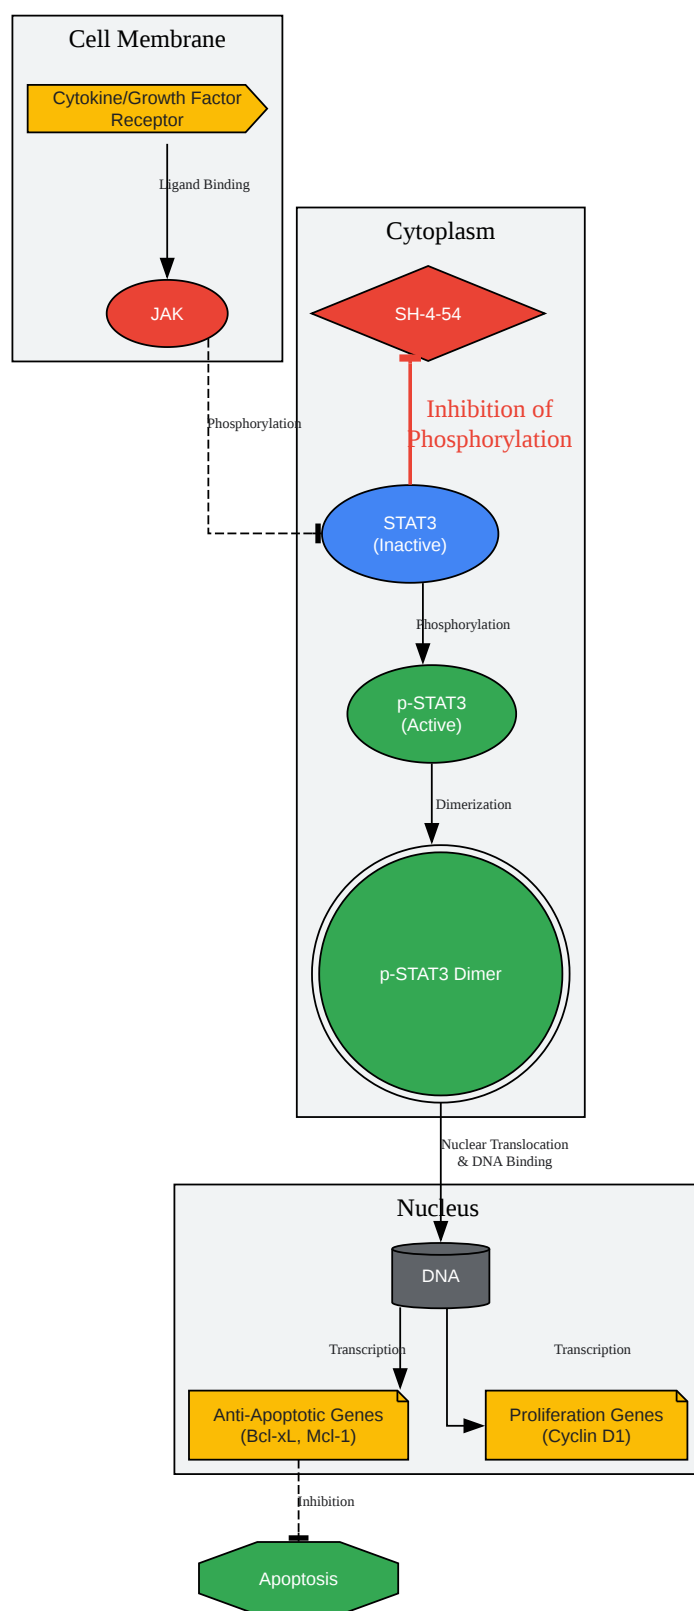 Cell Membrane
Cytokine/Growth Factor
Receptor
Ligand Binding
JAK
Phosphorylation
Cytoplasm
SH-4-54
Inhibition of
Phosphorylation
STAT3
(Inactive)
Phosphorylation
p-STAT3
(Active)
Dimerization
p-STAT3 Dimer
Nuclear Translocation
& DNA Binding
Nucleus
DNA
Transcription
Transcription
Anti-Apoptotic Genes
(Bcl-xL, Mcl-1)
Proliferation Genes
(Cyclin D1)
Inhibition
Apoptosis